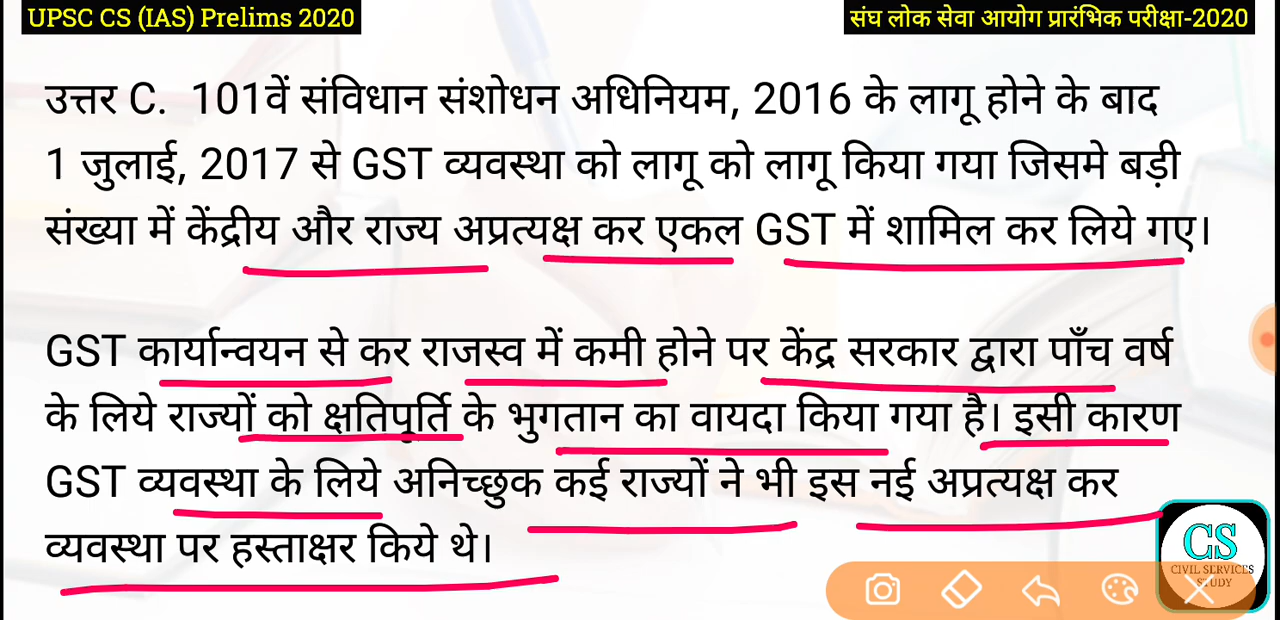 UPSC CS (IAS) Prelims 2020
संघ लोक सेवा आयोग प्रारंभिक परीक्षा-2020
उत्तर C. 101वें संविधान संशोधन अधिनियम, 2016 के लागू होने के बाद
1 जुलाई, 2017 से GST व्यवस्था को लागू को लागू किया गया जिसमे बड़ी
संख्या में केंद्रीय और राज्य अप्रत्यक्ष कर एकल GST में शामिल कर लिये गए।
GST कार्यान्वयन से कर राजस्व में कमी होने पर केंद्र सरकार द्वारा पाँच वर्ष
के लिये राज्यों को क्षतिपूर्ति के भुगतान का वायदा किया गया है। इसी कारण
GST व्यवस्था के लिये अनिच्छुक कई राज्यों ने भी इस नई अप्रत्यक्ष कर
व्यवस्था पर हस्ताक्षर किये थे।
CS
CIVIL SERVICES
STUDY